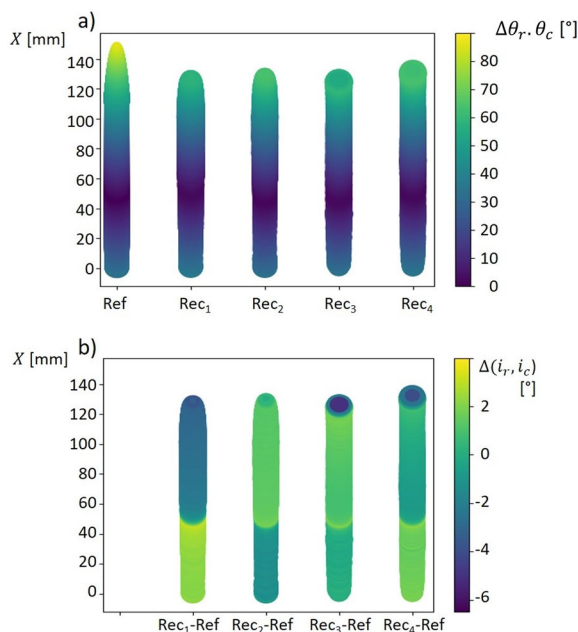 a)
X [mm]
Δθᵣ.θ_c [°]
140
120
100
80
60
40
20
0
Ref
Rec₁
Rec₂
Rec₃
Rec₄
80
70
60
50
40
30
20
10
0
b)
X [mm]
Δ(iᵣ,i_c)
[°]
140
120
100
80
60
40
20
0
Rec₁-Ref
Rec₂-Ref
Rec₃-Ref
Rec₄-Ref
2
0
-2
-4
-6